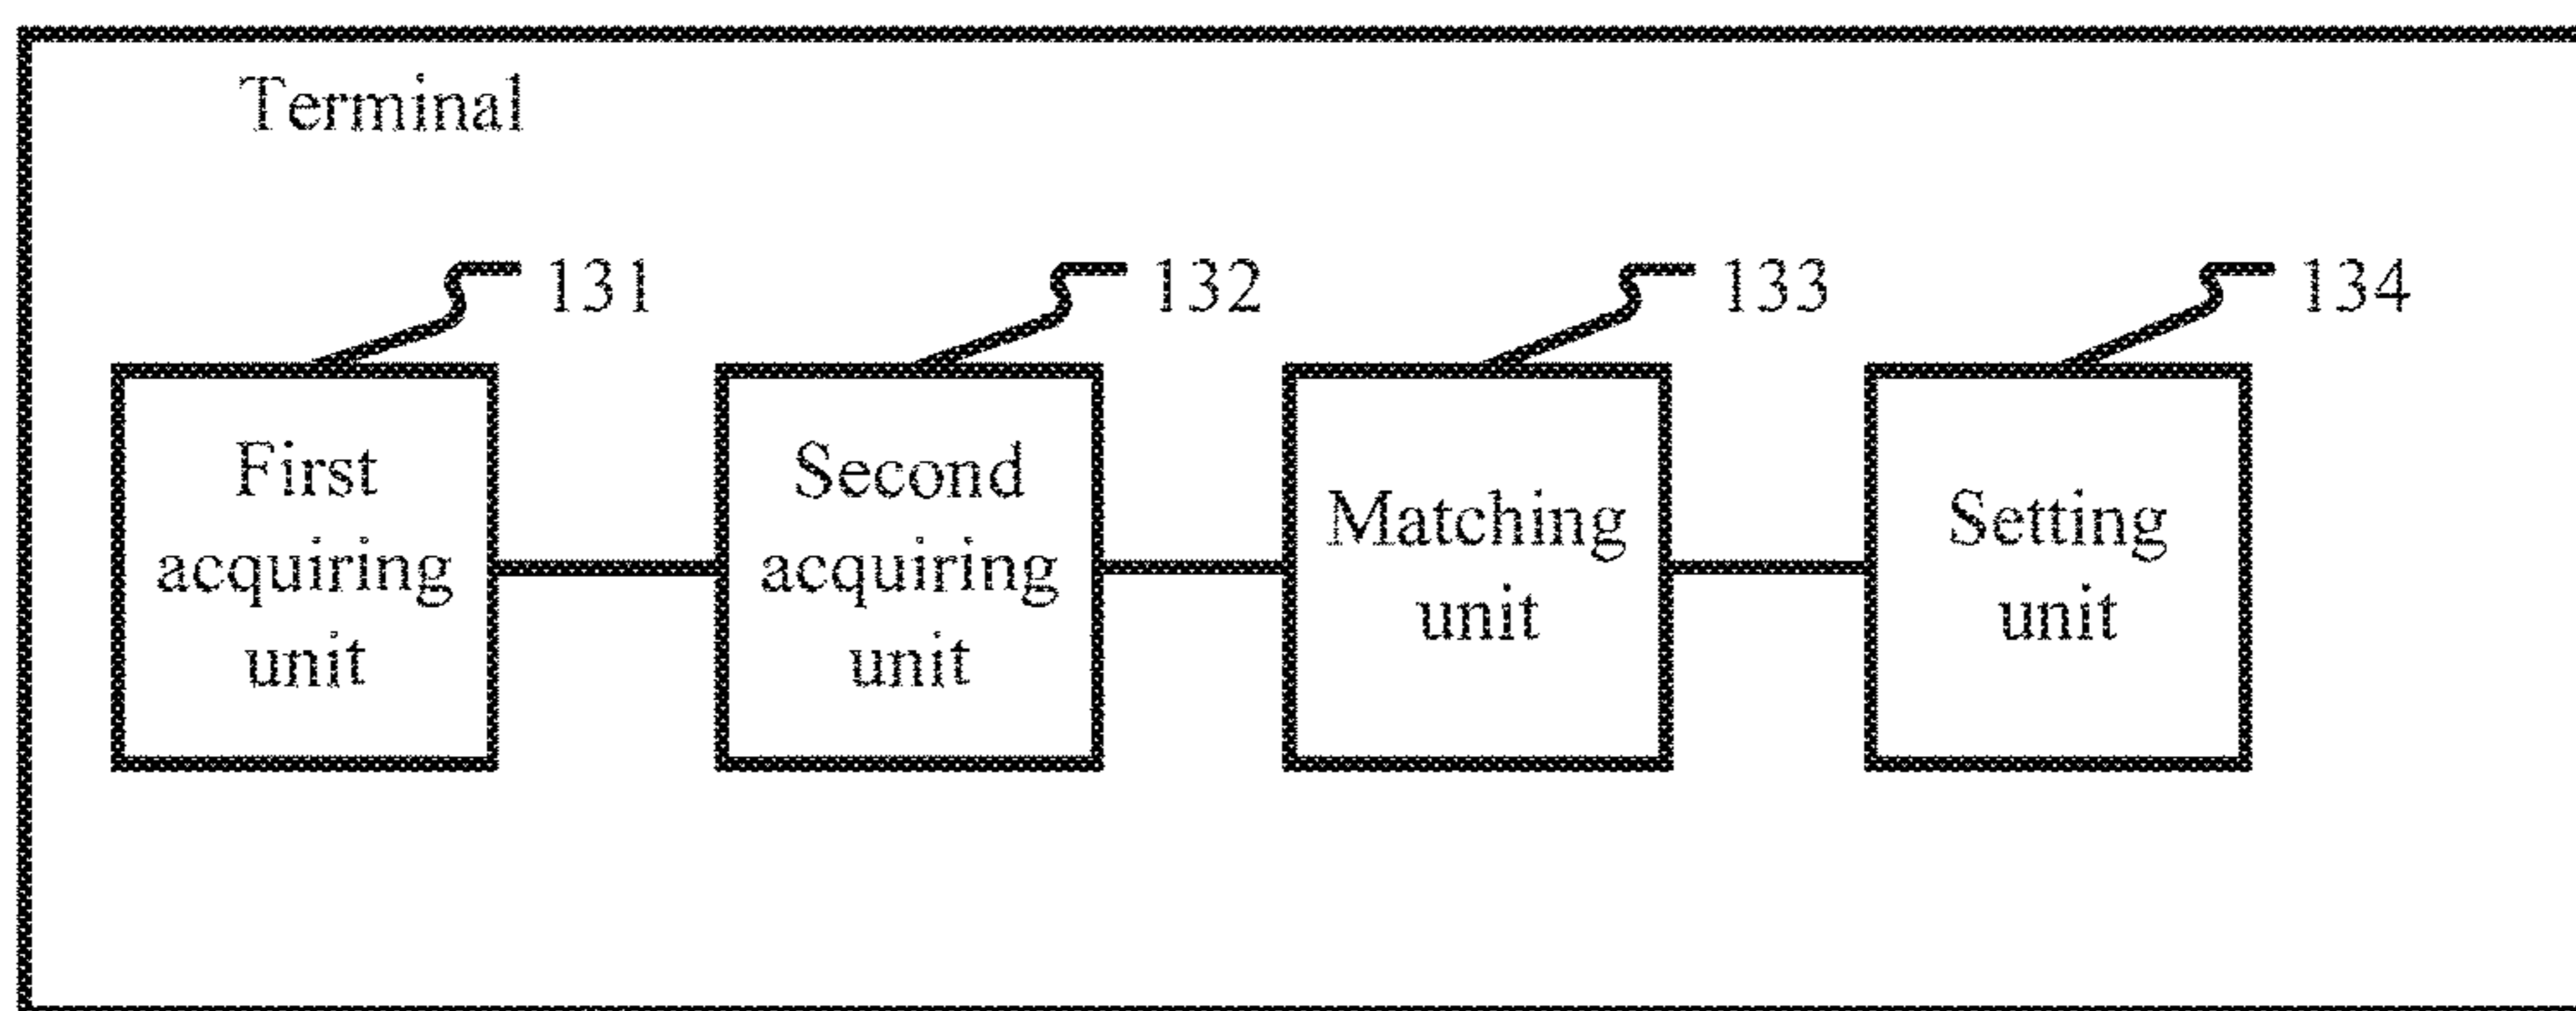 Terminal
131
132
133
134
First
acquiring
unit
Second
acquiring
unit
Matching
unit
Setting
unit